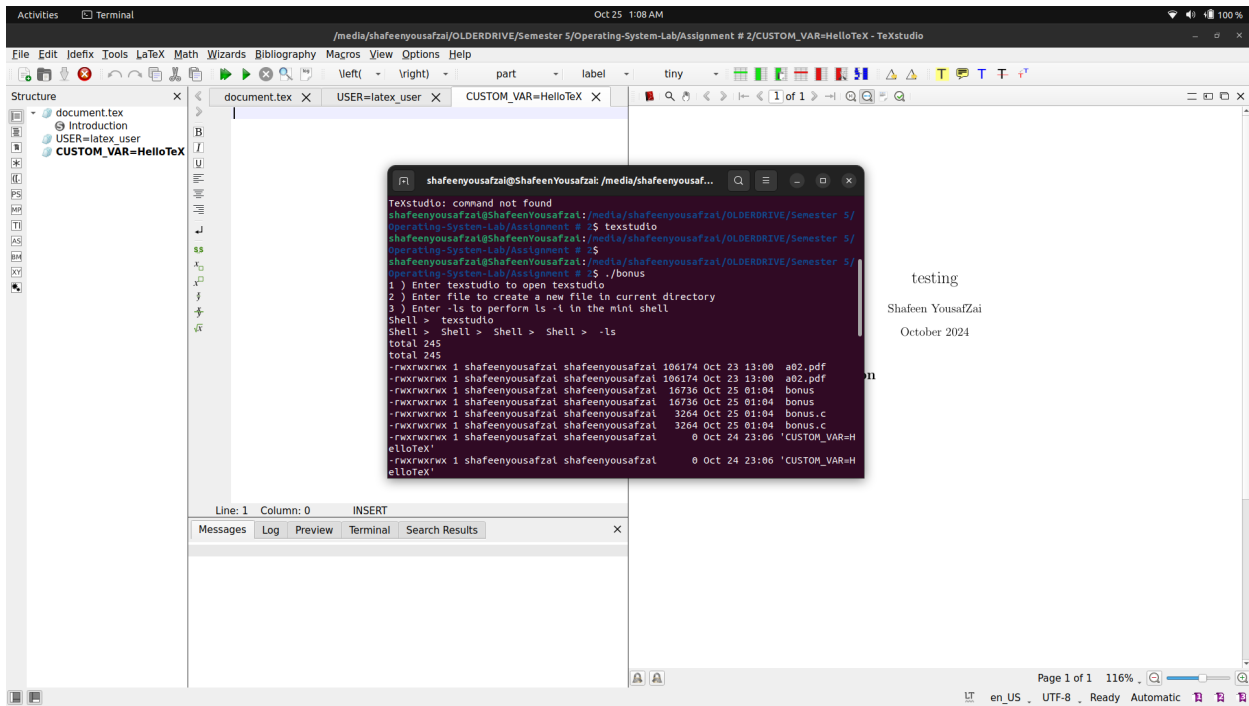 Activities Terminal Oct 25 1:08 AM 100 %
/media/shafeenyousafzai/OLDERDRIVE/Semester 5/Operating-System-Lab/Assignment # 2/CUSTOM_VAR=HelloTeX - TeXstudio
File Edit Idefix Tools LaTeX Math Wizards Bibliography Macros View Options Help
\left( \right) part label tiny
Structure
document.tex
Introduction
USER=latex_user
CUSTOM_VAR=HelloTeX
document.tex USER=latex_user CUSTOM_VAR=HelloTeX
1 of 1
shafeenyousafzai@ShafeenYousafzai: /media/shafeenyousaf...
TeXstudio: command not found
shafeenyousafzai@ShafeenYousafzai:/media/shafeenyousafzai/OLDERDRIVE/Semester 5/
Operating-System-Lab/Assignment # 2$ texstudio
shafeenyousafzai@ShafeenYousafzai:/media/shafeenyousafzai/OLDERDRIVE/Semester 5/
Operating-System-Lab/Assignment # 2$
shafeenyousafzai@ShafeenYousafzai:/media/shafeenyousafzai/OLDERDRIVE/Semester 5/
Operating-System-Lab/Assignment # 2$ ./bonus
1 ) Enter texstudio to open texstudio
2 ) Enter file to create a new file in current directory
3 ) Enter -ls to perform ls -i in the mini shell
Shell >  texstudio
Shell >  Shell >  Shell >  Shell >  -ls
total 245
total 245
-rwxrwxrwx 1 shafeenyousafzai shafeenyousafzai 106174 Oct 23 13:00  a02.pdf
-rwxrwxrwx 1 shafeenyousafzai shafeenyousafzai 106174 Oct 23 13:00  a02.pdf
-rwxrwxrwx 1 shafeenyousafzai shafeenyousafzai  16736 Oct 25 01:04  bonus
-rwxrwxrwx 1 shafeenyousafzai shafeenyousafzai  16736 Oct 25 01:04  bonus
-rwxrwxrwx 1 shafeenyousafzai shafeenyousafzai   3264 Oct 25 01:04  bonus.c
-rwxrwxrwx 1 shafeenyousafzai shafeenyousafzai   3264 Oct 25 01:04  bonus.c
-rwxrwxrwx 1 shafeenyousafzai shafeenyousafzai      0 Oct 24 23:06 'CUSTOM_VAR=H
elloTeX'
-rwxrwxrwx 1 shafeenyousafzai shafeenyousafzai      0 Oct 24 23:06 'CUSTOM_VAR=H
elloTeX'
testing
Shafeen YousafZai
October 2024
on
Line: 1 Column: 0 INSERT
Messages Log Preview Terminal Search Results
Page 1 of 1 116%
LT en_US UTF-8 Ready Automatic